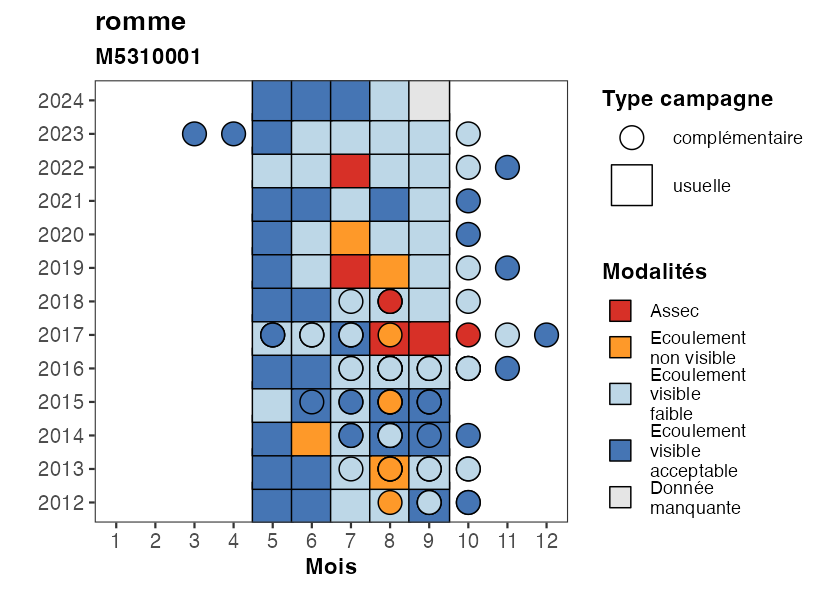 romme
M5310001
2024
2023
2022
2021
2020
2019
2018
2017
2016
2015
2014
2013
2012
1 2 3 4 5 6 7 8 9 10 11 12
Mois
Type campagne
complémentaire
usuelle
Modalités
Assec
Ecoulement
non visible
Ecoulement
visible
faible
Ecoulement
visible
acceptable
Donnée
manquante